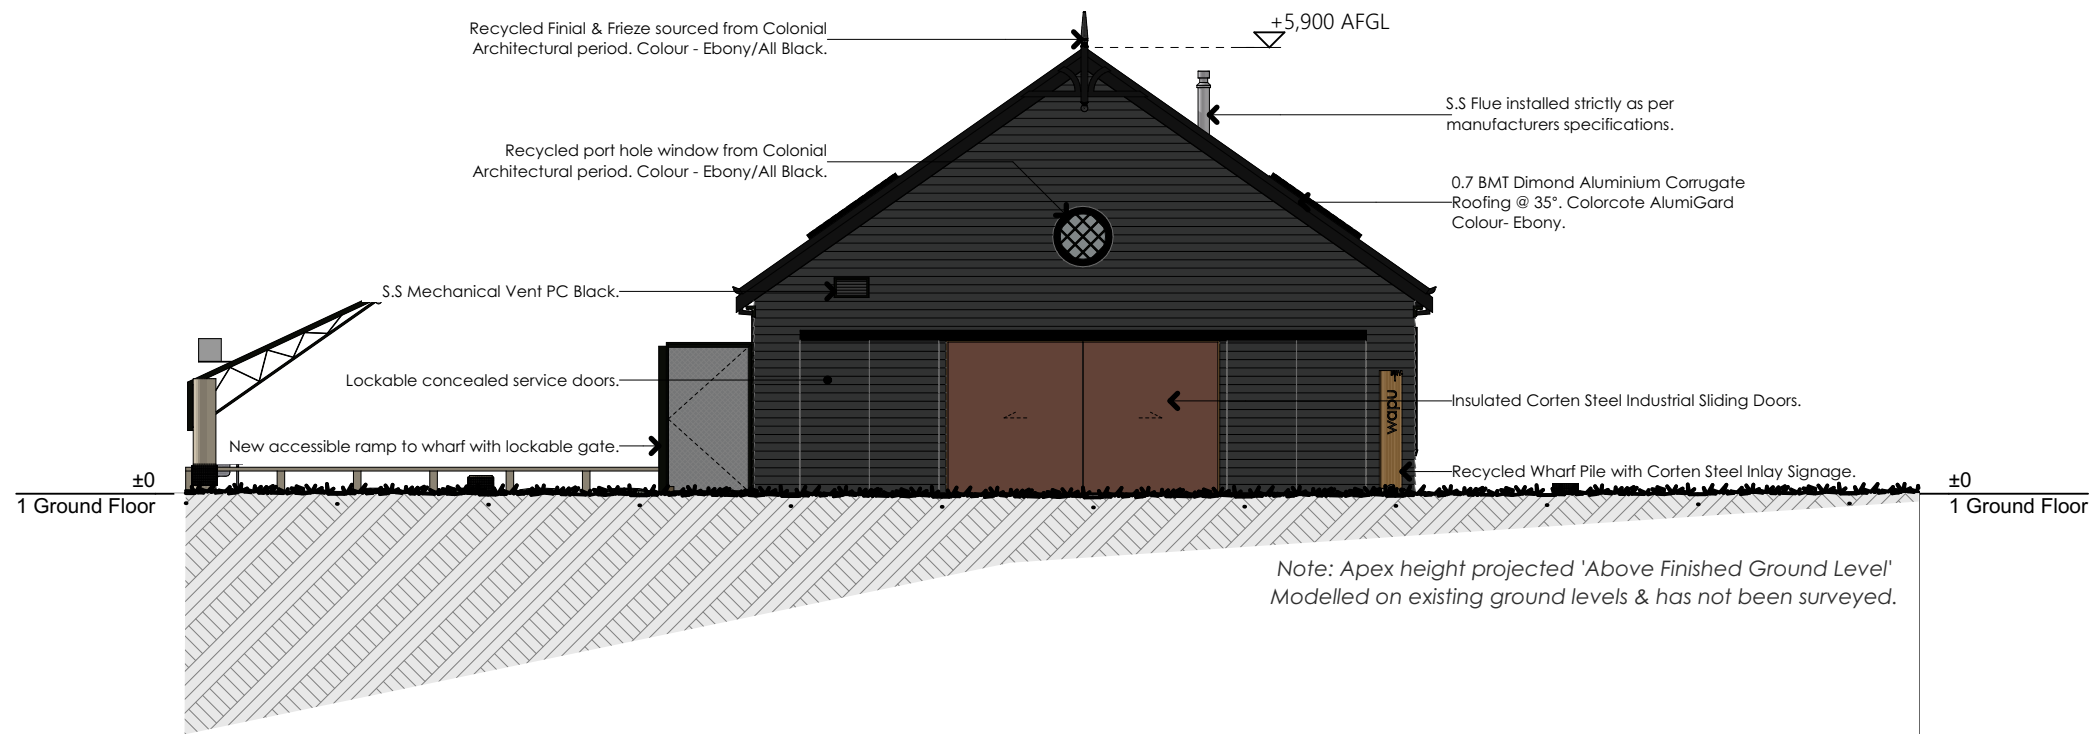 Recycled Finial & Frieze sourced from Colonial
Architectural period. Colour - Ebony/All Black.
+5,900 AFGL
S.S Flue installed strictly as per
manufacturers specifications.
Recycled port hole window from Colonial
Architectural period. Colour - Ebony/All Black.
0.7 BMT Dimond Aluminium Corrugate
Roofing @ 35°. Colorcote AlumiGard
Colour- Ebony.
S.S Mechanical Vent PC Black.
Lockable concealed service doors.
Insulated Corten Steel Industrial Sliding Doors.
wapu
New accessible ramp to wharf with lockable gate.
Recycled Wharf Pile with Corten Steel Inlay Signage.
±0
1 Ground Floor
±0
1 Ground Floor
Note: Apex height projected 'Above Finished Ground Level'
Modelled on existing ground levels & has not been surveyed.